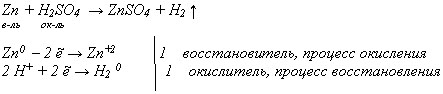 Zn + H₂SO₄ → ZnSO₄ + H₂ ↑
в-ль ок-ль
Zn⁰ – 2 ẽ → Zn⁺² 1 восстановитель, процесс окисления
2 H⁺ + 2 ẽ → H₂ ⁰ 1 окислитель, процесс восстановления